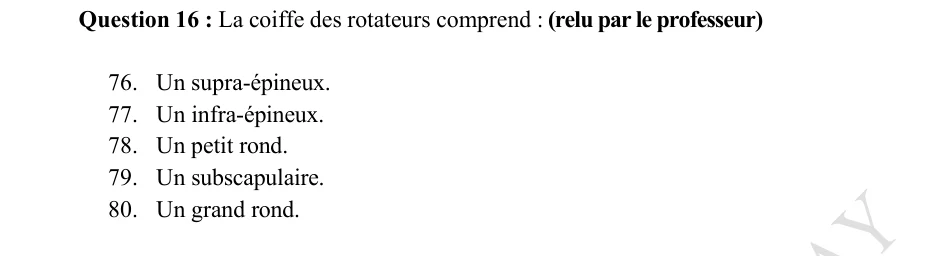 Question 16 : La coiffe des rotateurs comprend : (relu par le professeur)
76. Un supra-épineux.
77. Un infra-épineux.
78. Un petit rond.
79. Un subscapulaire.
80. Un grand rond.